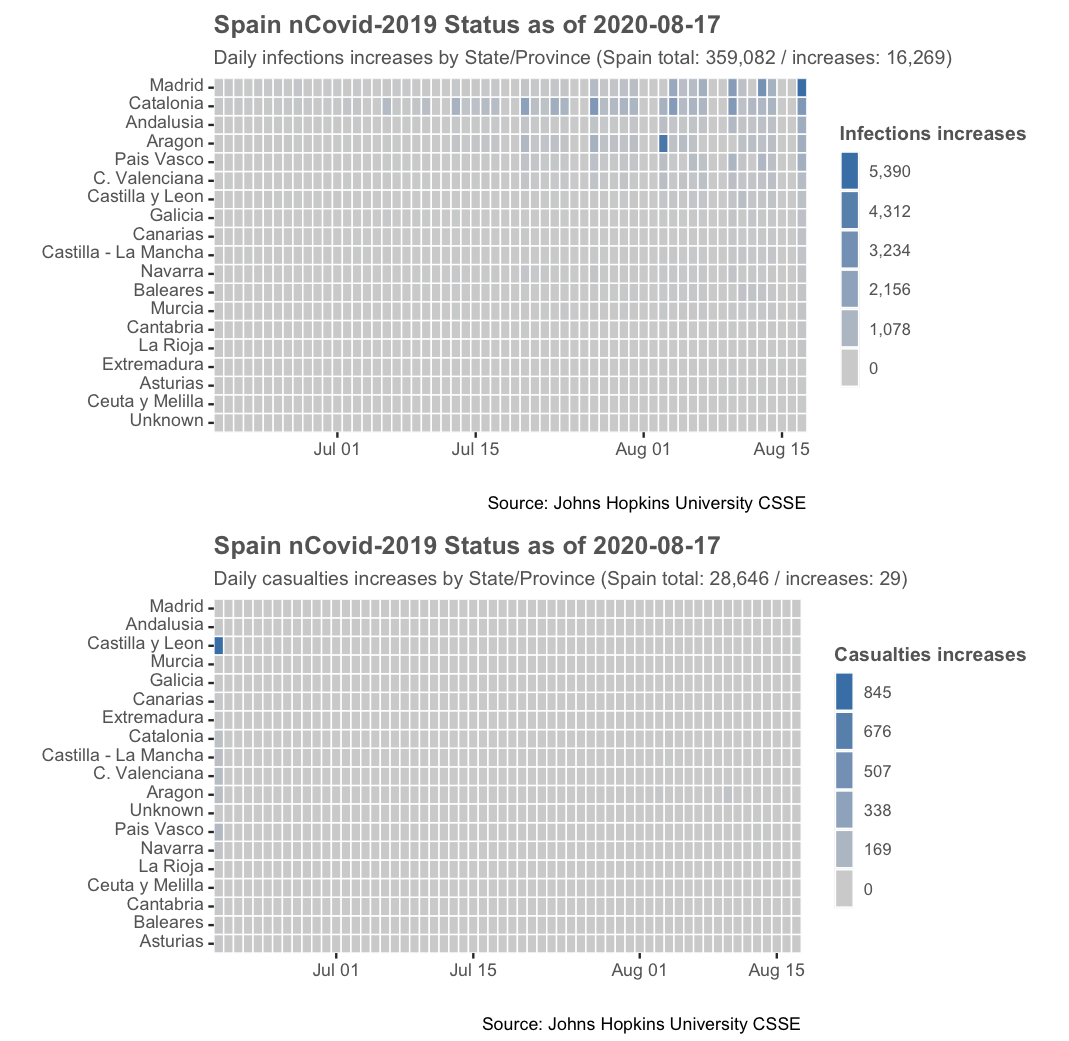 Spain nCovid-2019 Status as of 2020-08-17
Daily infections increases by State/Province (Spain total: 359,082 / increases: 16,269)
Madrid
Catalonia
Andalusia
Aragon
Pais Vasco
C. Valenciana
Castilla y Leon
Galicia
Canarias
Castilla - La Mancha
Navarra
Baleares
Murcia
Cantabria
La Rioja
Extremadura
Asturias
Ceuta y Melilla
Unknown
Jul 01
Jul 15
Aug 01
Aug 15
Infections increases
5,390
4,312
3,234
2,156
1,078
0
Source: Johns Hopkins University CSSE
Spain nCovid-2019 Status as of 2020-08-17
Daily casualties increases by State/Province (Spain total: 28,646 / increases: 29)
Madrid
Andalusia
Castilla y Leon
Murcia
Galicia
Canarias
Extremadura
Catalonia
Castilla - La Mancha
C. Valenciana
Aragon
Unknown
Pais Vasco
Navarra
La Rioja
Ceuta y Melilla
Cantabria
Baleares
Asturias
Jul 01
Jul 15
Aug 01
Aug 15
Casualties increases
845
676
507
338
169
0
Source: Johns Hopkins University CSSE